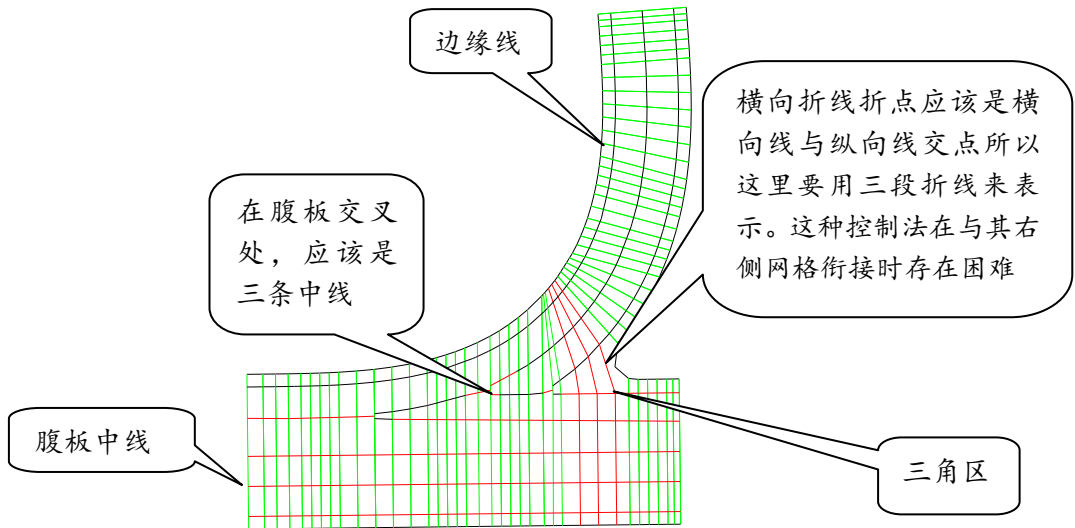 边缘线
横向折线折点应该是横
向线与纵向线交点所以
这里要用三段折线来表
示。这种控制法在与其右
侧网格衔接时存在困难
在腹板交叉
处，应该是
三条中线
腹板中线
三角区